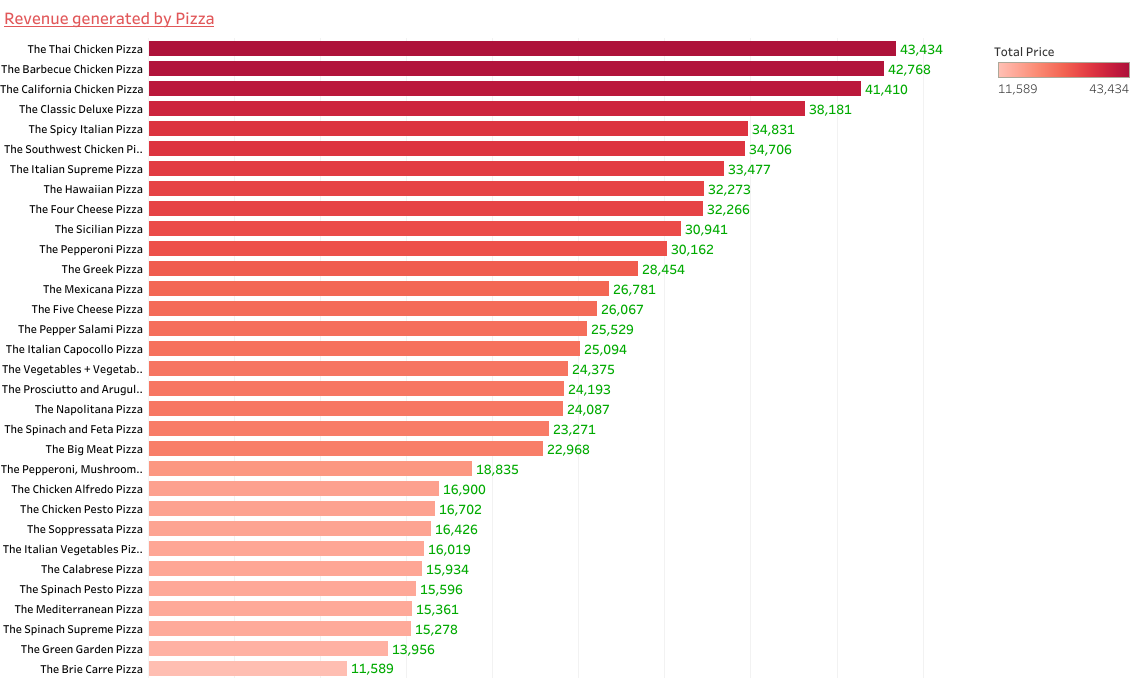 Revenue generated by Pizza
The Thai Chicken Pizza 43,434
The Barbecue Chicken Pizza 42,768
The California Chicken Pizza 41,410
The Classic Deluxe Pizza 38,181
The Spicy Italian Pizza 34,831
The Southwest Chicken Pi.. 34,706
The Italian Supreme Pizza 33,477
The Hawaiian Pizza 32,273
The Four Cheese Pizza 32,266
The Sicilian Pizza 30,941
The Pepperoni Pizza 30,162
The Greek Pizza 28,454
The Mexicana Pizza 26,781
The Five Cheese Pizza 26,067
The Pepper Salami Pizza 25,529
The Italian Capocollo Pizza 25,094
The Vegetables + Vegetab.. 24,375
The Prosciutto and Arugul.. 24,193
The Napolitana Pizza 24,087
The Spinach and Feta Pizza 23,271
The Big Meat Pizza 22,968
The Pepperoni, Mushroom.. 18,835
The Chicken Alfredo Pizza 16,900
The Chicken Pesto Pizza 16,702
The Soppressata Pizza 16,426
The Italian Vegetables Piz.. 16,019
The Calabrese Pizza 15,934
The Spinach Pesto Pizza 15,596
The Mediterranean Pizza 15,361
The Spinach Supreme Pizza 15,278
The Green Garden Pizza 13,956
The Brie Carre Pizza 11,589
Total Price
11,589 43,434